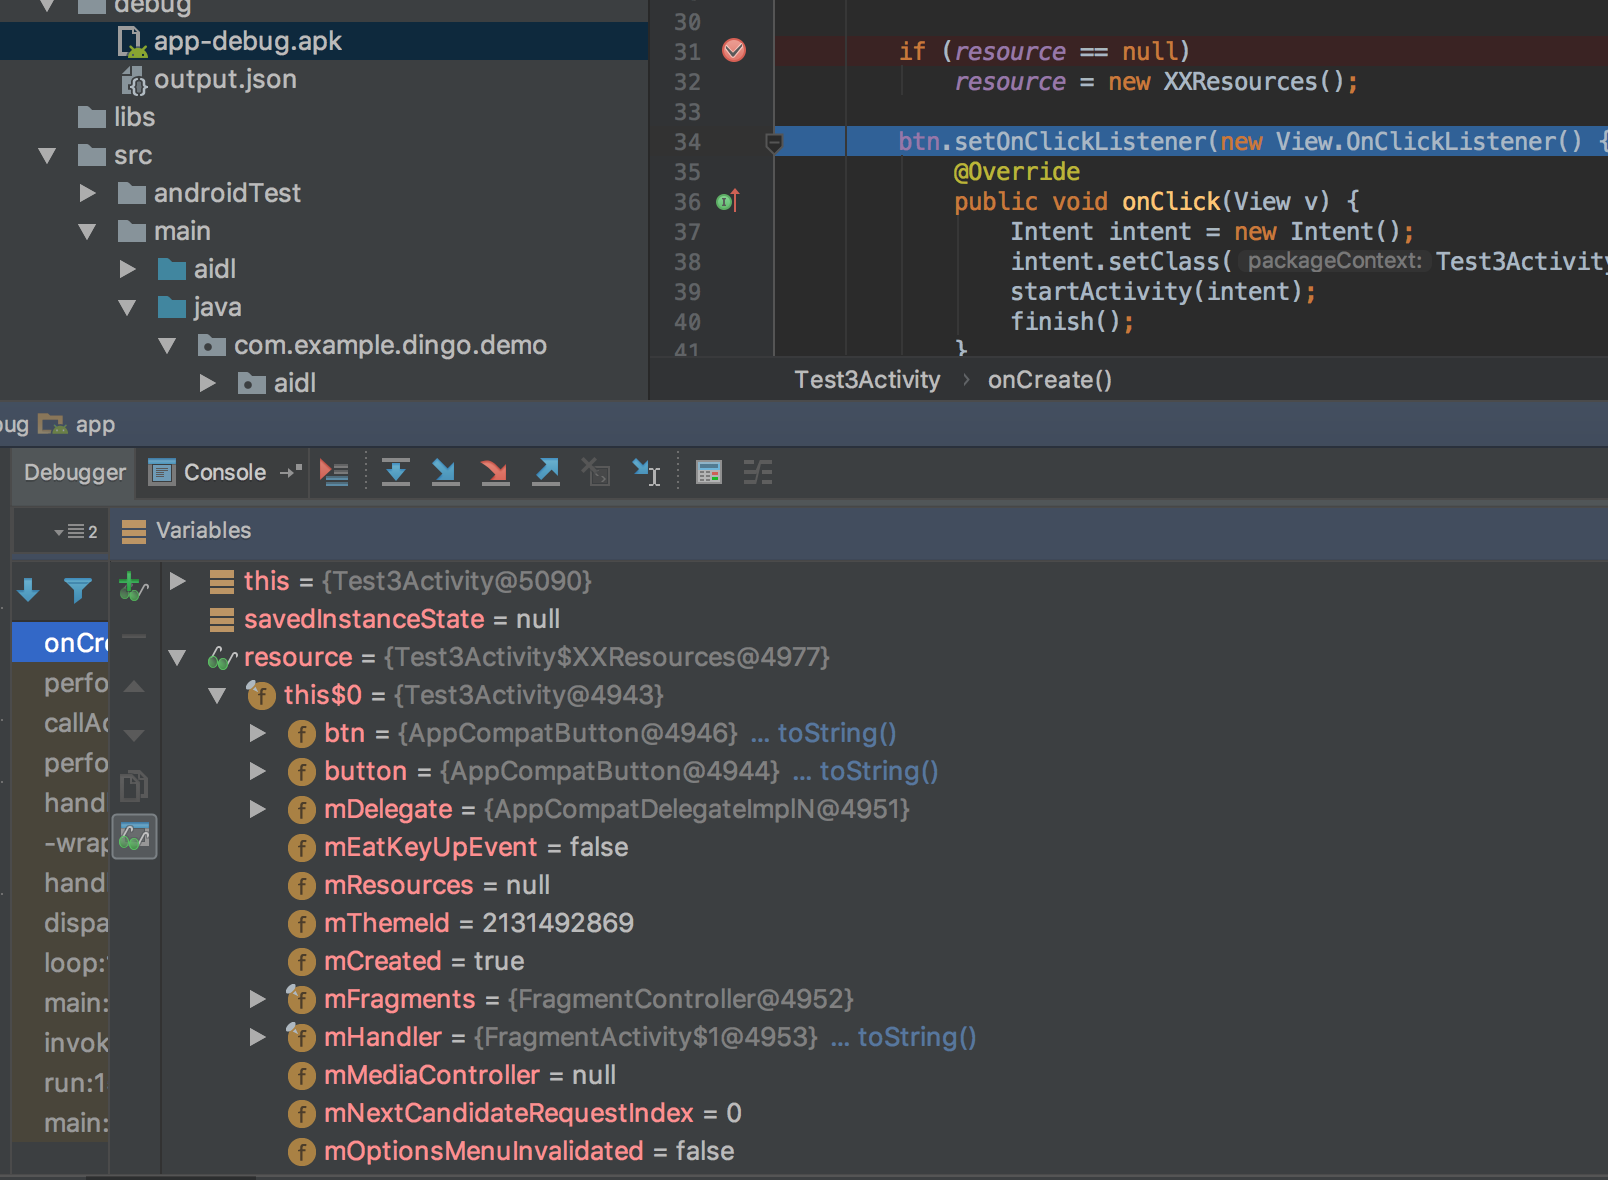 debug
app-debug.apk
output.json
libs
src
androidTest
main
aidl
java
com.example.dingo.demo
aidl
30
31 if (resource == null)
32 resource = new XXResources();
33
34 btn.setOnClickListener(new View.OnClickListener() {
35 @Override
36 public void onClick(View v) {
37 Intent intent = new Intent();
38 intent.setClass( packageContext: Test3Activity
39 startActivity(intent);
40 finish();
41 }
Test3Activity › onCreate()
bug app
Debugger Console
2 Variables
this = {Test3Activity@5090}
savedInstanceState = null
resource = {Test3Activity$XXResources@4977}
this$0 = {Test3Activity@4943}
btn = {AppCompatButton@4946} ... toString()
button = {AppCompatButton@4944} ... toString()
mDelegate = {AppCompatDelegateImplN@4951}
mEatKeyUpEvent = false
mResources = null
mThemeId = 2131492869
mCreated = true
mFragments = {FragmentController@4952}
mHandler = {FragmentActivity$1@4953} ... toString()
mMediaController = null
mNextCandidateRequestIndex = 0
mOptionsMenuInvalidated = false
onCre
perfo
callAc
perfo
hand
-wrap
hand
dispa
loop:
main:
invok
run:1
main: